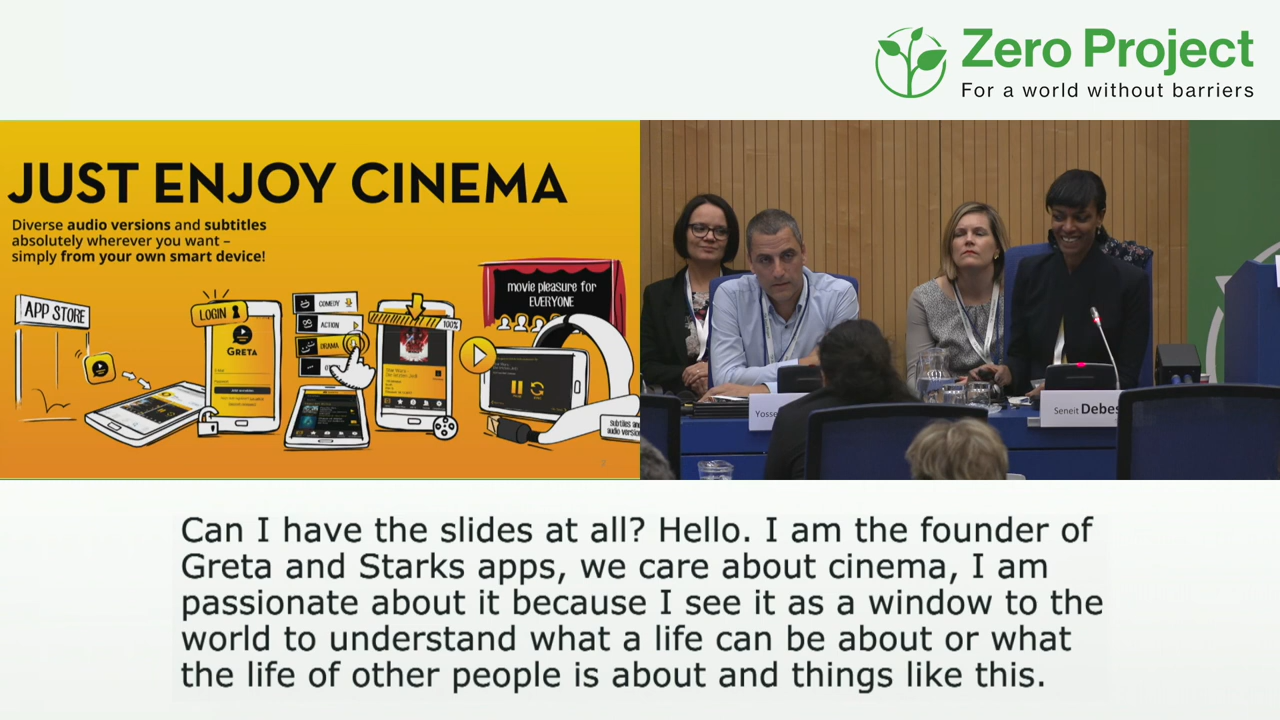 Zero Project
For a world without barriers
JUST ENJOY CINEMA
Diverse audio versions and subtitles
absolutely wherever you want –
simply from your own smart device!
APP STORE
LOGIN
GRETA
COMEDY
ACTION
DRAMA
100%
movie pleasure for
EVERYONE
subtitles and
audio versio
Yosse
Seneit Debes
Can I have the slides at all? Hello. I am the founder of
Greta and Starks apps, we care about cinema, I am
passionate about it because I see it as a window to the
world to understand what a life can be about or what
the life of other people is about and things like this.